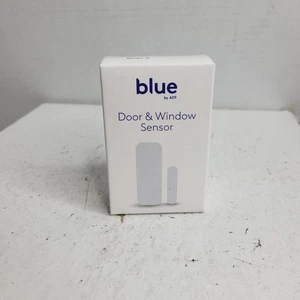 blue
by ADT
Door & Window
Sensor